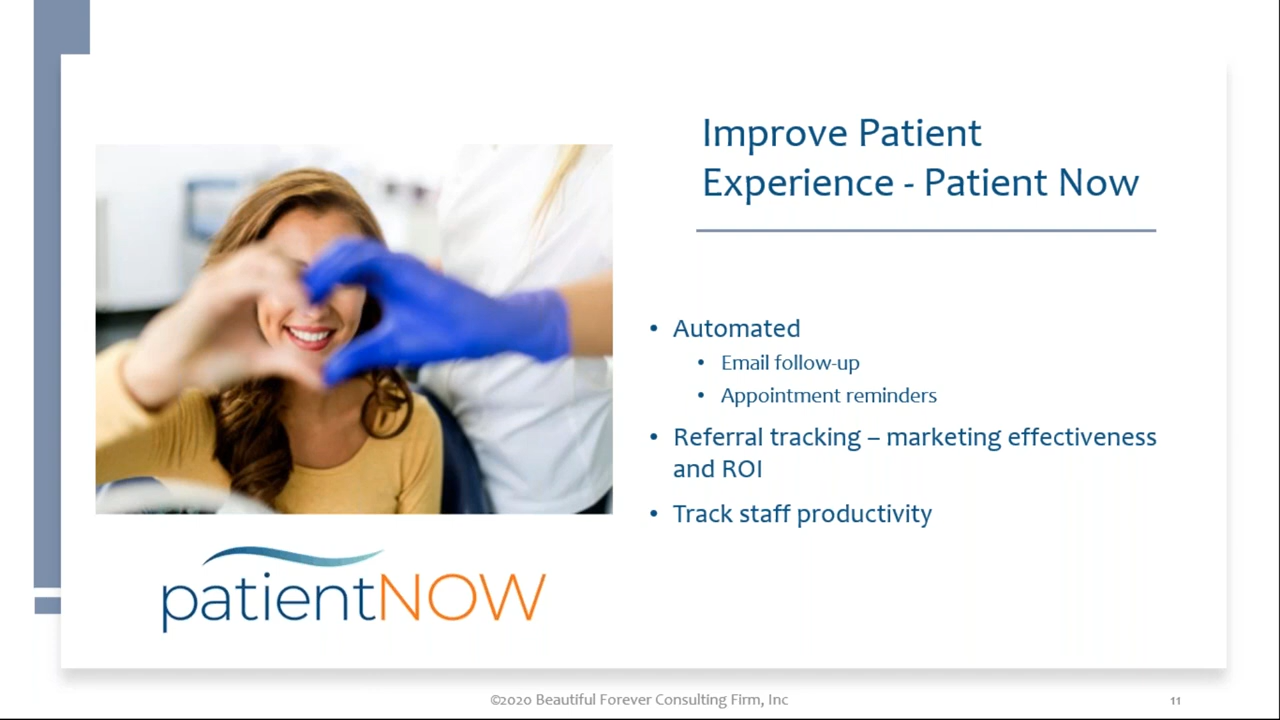 Improve Patient
Experience - Patient Now
• Automated
• Email follow-up
• Appointment reminders
• Referral tracking – marketing effectiveness
and ROI
• Track staff productivity
patientNOW
©2020 Beautiful Forever Consulting Firm, Inc
11